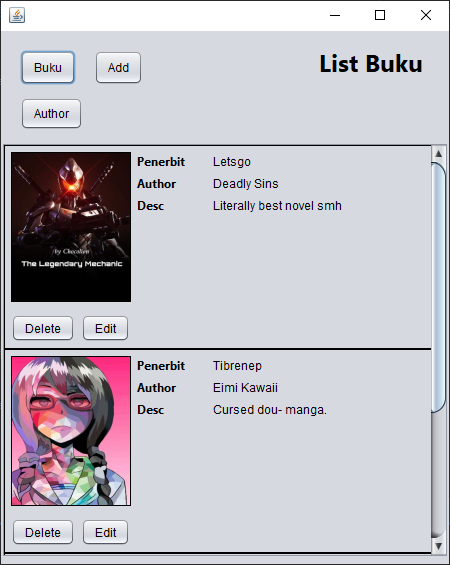 Buku
Add
List Buku
Author
Penerbit Letsgo
Author Deadly Sins
Desc Literally best novel smh
by Chocolion
The Legendary Mechanic
Delete Edit
Penerbit Tibrenep
Author Eimi Kawaii
Desc Cursed dou- manga.
Delete Edit